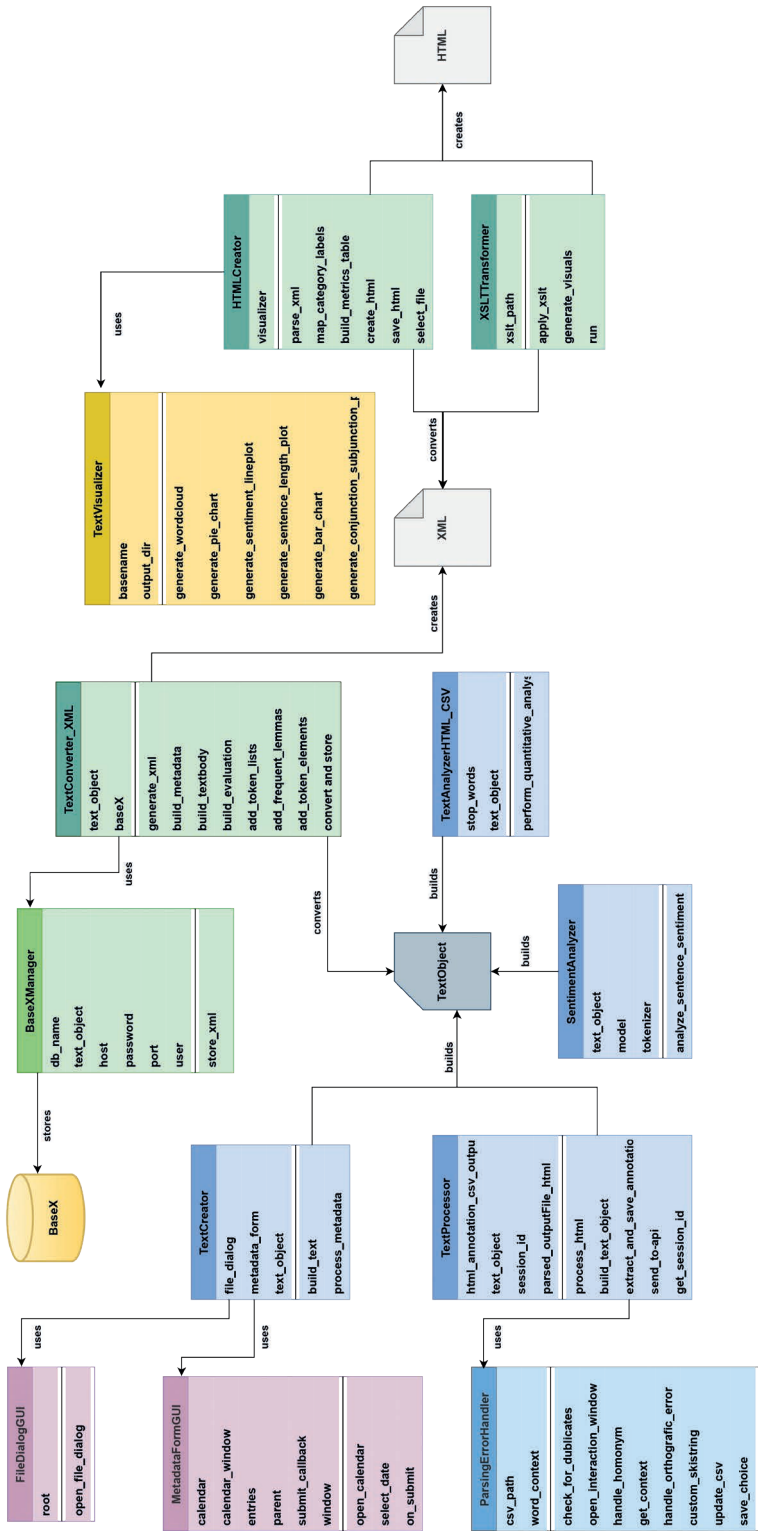 FileDialogGUI
root
open_file_dialog
uses
MetadataFormGUI
calendar
calendar_window
entries
parent
submit_callback
window
open_calendar
select_date
on_submit
uses
ParsingErrorHandler
csv_path
word_context
check_for_dublicates
open_interaction_window
handle_homonym
get_context
handle_orthografic_error
custom_skistring
update_csv
save_choice
uses
BaseX
stores
TextCreator
file_dialog
metadata_form
text_object
build_text
process_metadata
TextProcessor
html_annotation_csv_outpu
text_object
session_id
parsed_outputFile_html
process_html
build_text_object
extract_and_save_annotatio
send_to-api
get_session_id
builds
BaseXManager
db_name
text_object
host
password
port
user
store_xml
uses
converts
TextObject
builds
SentimentAnalyzer
text_object
model
tokenizer
analyze_sentence_sentiment
builds
TextConverter_XML
text_object
baseX
generate_xml
build_metadata
build_textbody
build_evaluation
add_token_lists
add_frequent_lemmas
add_token_elements
convert and store
TextAnalyzerHTML_CSV
stop_words
text_object
perform_quantitative_analys
creates
TextVisualizer
basename
output_dir
generate_wordcloud
generate_pie_chart
generate_sentiment_lineplot
generate_sentence_length_plot
generate_bar_chart
generate_conjunction_subjunction_p
XML
converts
uses
HTMLCreator
visualizer
parse_xml
map_category_labels
build_metrics_table
create_html
save_html
select_file
XSLTTransformer
xslt_path
apply_xslt
generate_visuals
run
creates
HTML